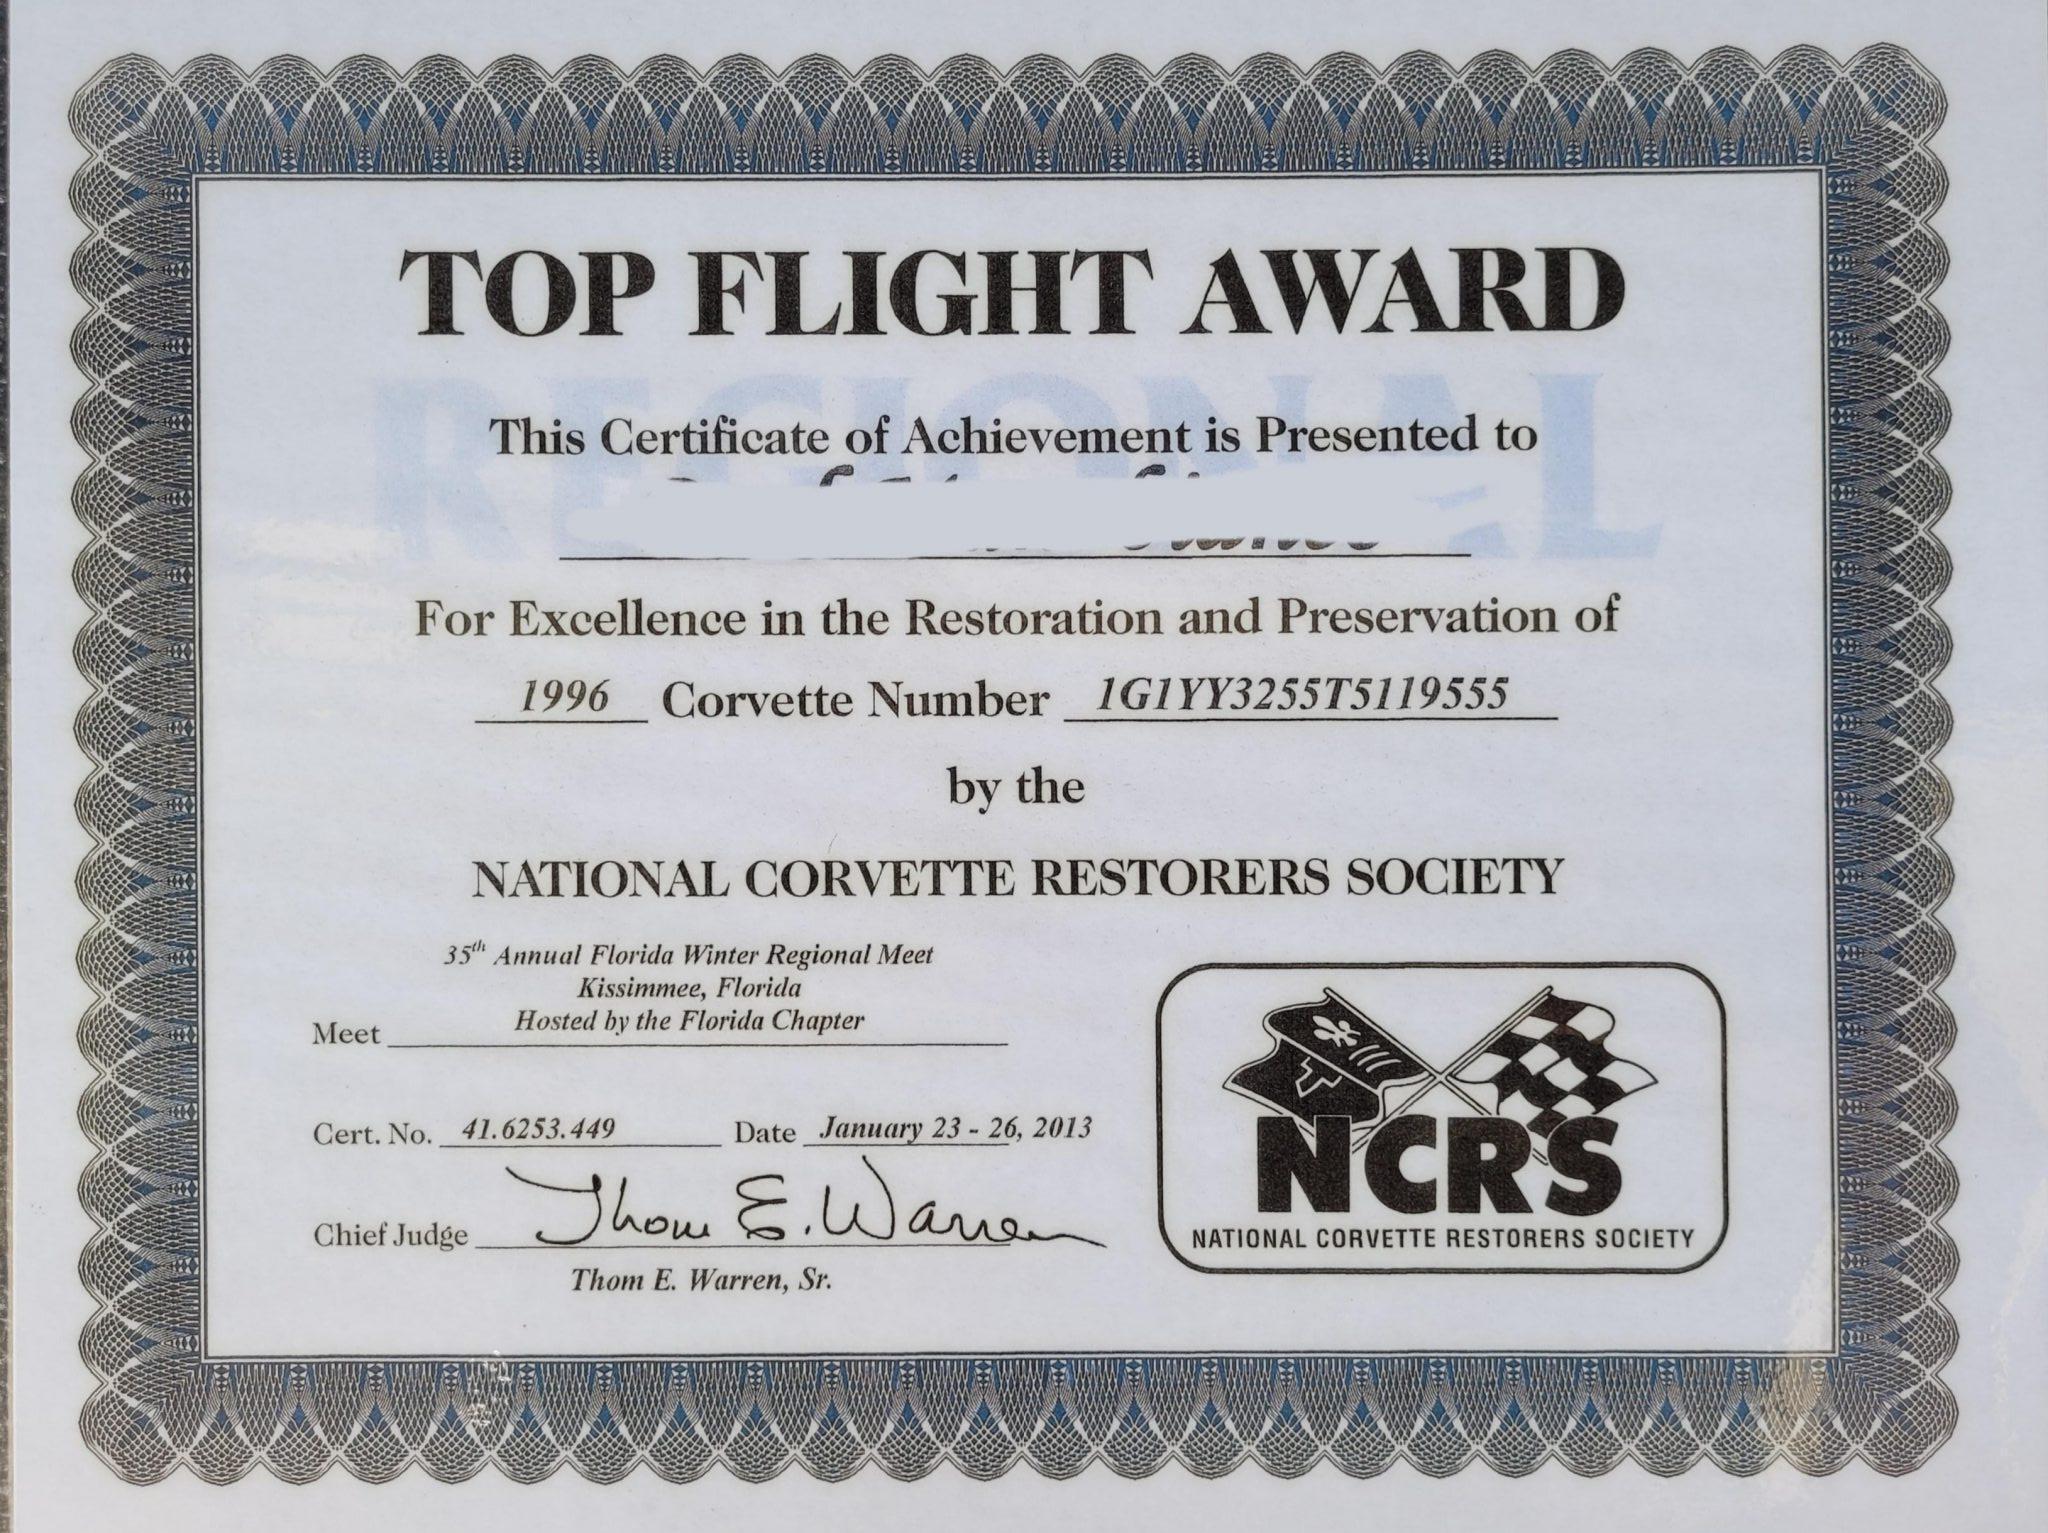 TOP FLIGHT AWARD
REGIONAL
This Certificate of Achievement is Presented to
For Excellence in the Restoration and Preservation of
1996 Corvette Number 1G1YY3255T5119555
by the
NATIONAL CORVETTE RESTORERS SOCIETY
35th Annual Florida Winter Regional Meet
Kissimmee, Florida
Meet Hosted by the Florida Chapter
Cert. No. 41.6253.449 Date January 23 - 26, 2013
Chief Judge Thom E. Warren
Thom E. Warren, Sr.
NCRS
NATIONAL CORVETTE RESTORERS SOCIETY